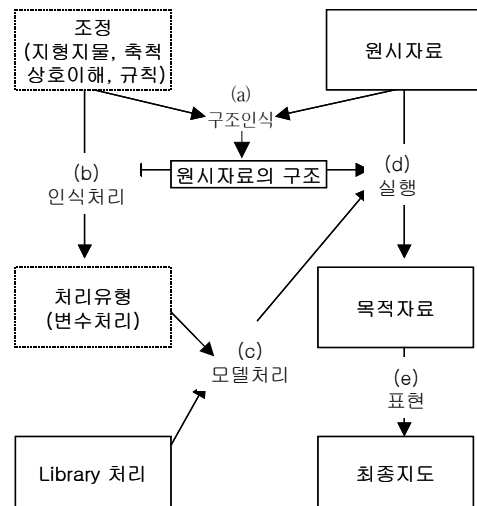 조정
(지형지물, 축척
상호이해, 규칙)
원시자료
(a)
구조인식
(b)
인식처리
원시자료의 구조
(d)
실행
처리유형
(변수처리)
목적자료
(c)
모델처리
(e)
표현
Library 처리
최종지도